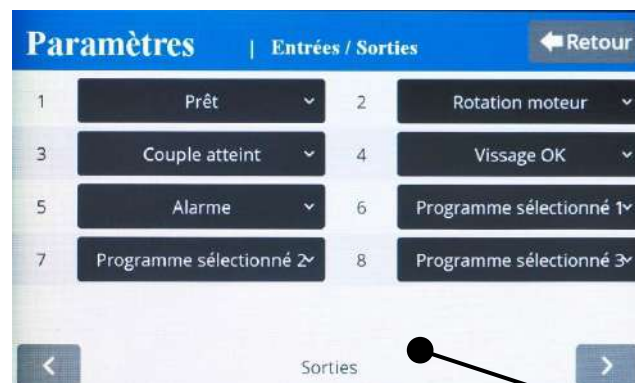 Paramètres | Entrées / Sorties Retour
1 Prêt 2 Rotation moteur
3 Couple atteint 4 Vissage OK
5 Alarme 6 Programme sélectionné 1
7 Programme sélectionné 2 8 Programme sélectionné 3
Sorties